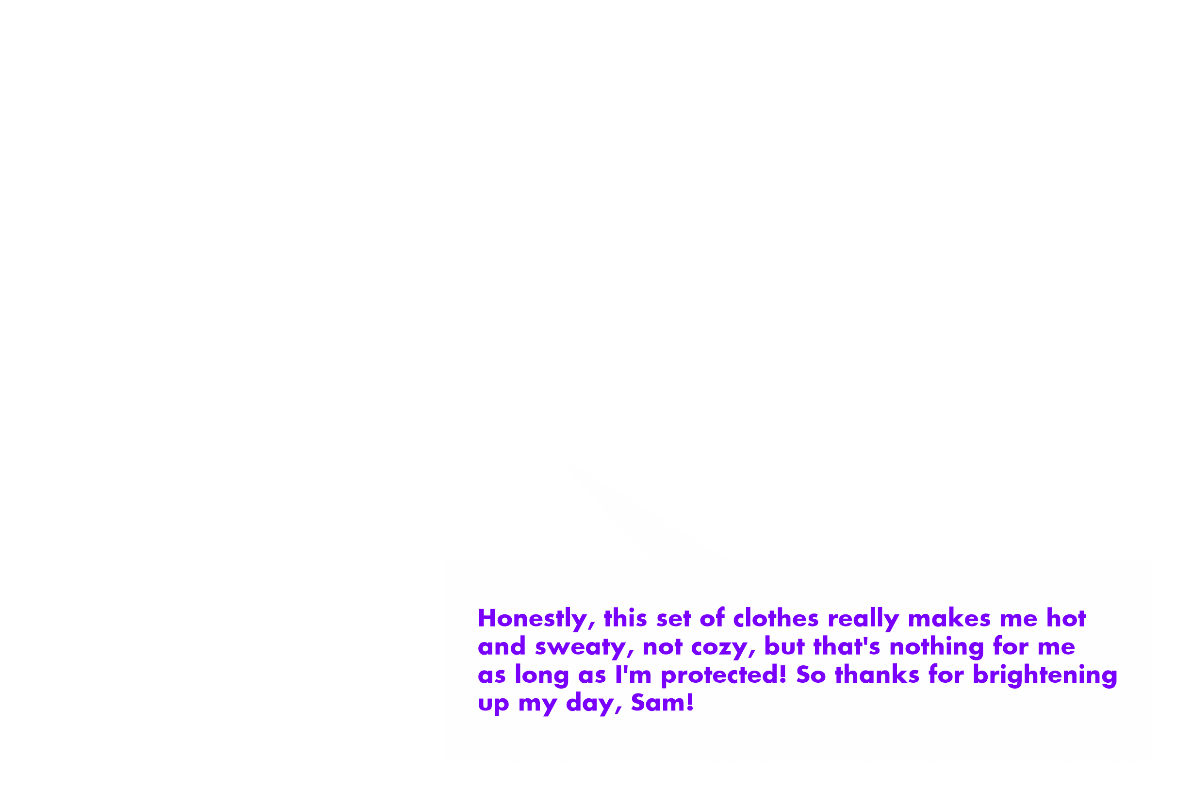 Honestly, this set of clothes really makes me hot
and sweaty, not cozy, but that's nothing for me
as long as I'm protected! So thanks for brightening
up my day, Sam!